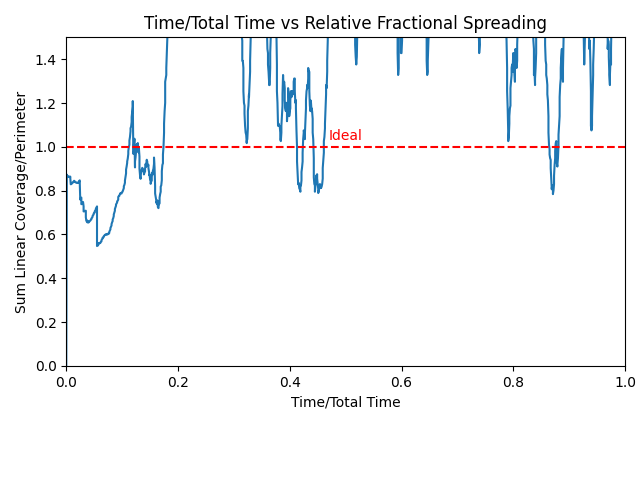 Time/Total Time vs Relative Fractional Spreading
Sum Linear Coverage/Perimeter
1.4
1.2
1.0
0.8
0.6
0.4
0.2
0.0
Ideal
0.0 0.2 0.4 0.6 0.8 1.0
Time/Total Time